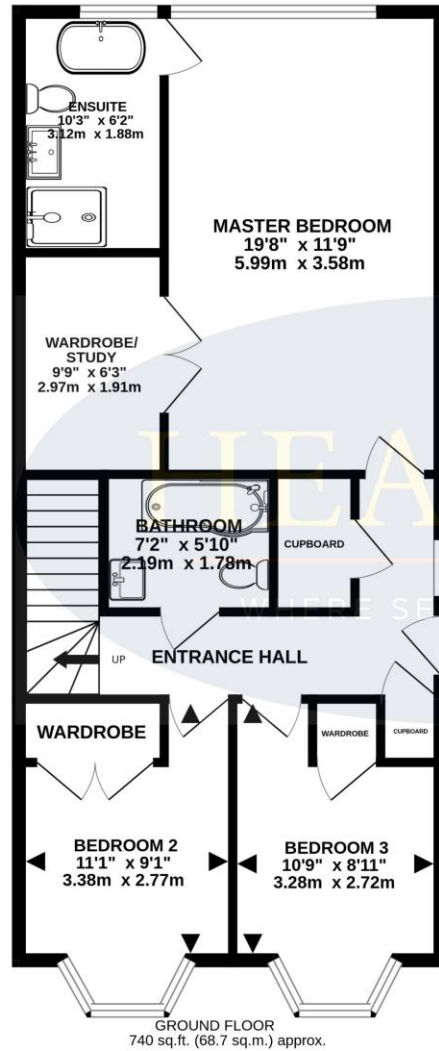 ENSUITE
10'3" x 6'2"
3.12m x 1.88m
MASTER BEDROOM
19'8" x 11'9"
5.99m x 3.58m
WARDROBE/
STUDY
9'9" x 6'3"
2.97m x 1.91m
HEA
BATHROOM
7'2" x 5'10"
2.19m x 1.78m
CUPBOARD
WHERE SE
UP
ENTRANCE HALL
WARDROBE
WARDROBE
CUPBOARD
BEDROOM 2
11'1" x 9'1"
3.38m x 2.77m
BEDROOM 3
10'9" x 8'11"
3.28m x 2.72m
GROUND FLOOR
740 sq.ft. (68.7 sq.m.) approx.